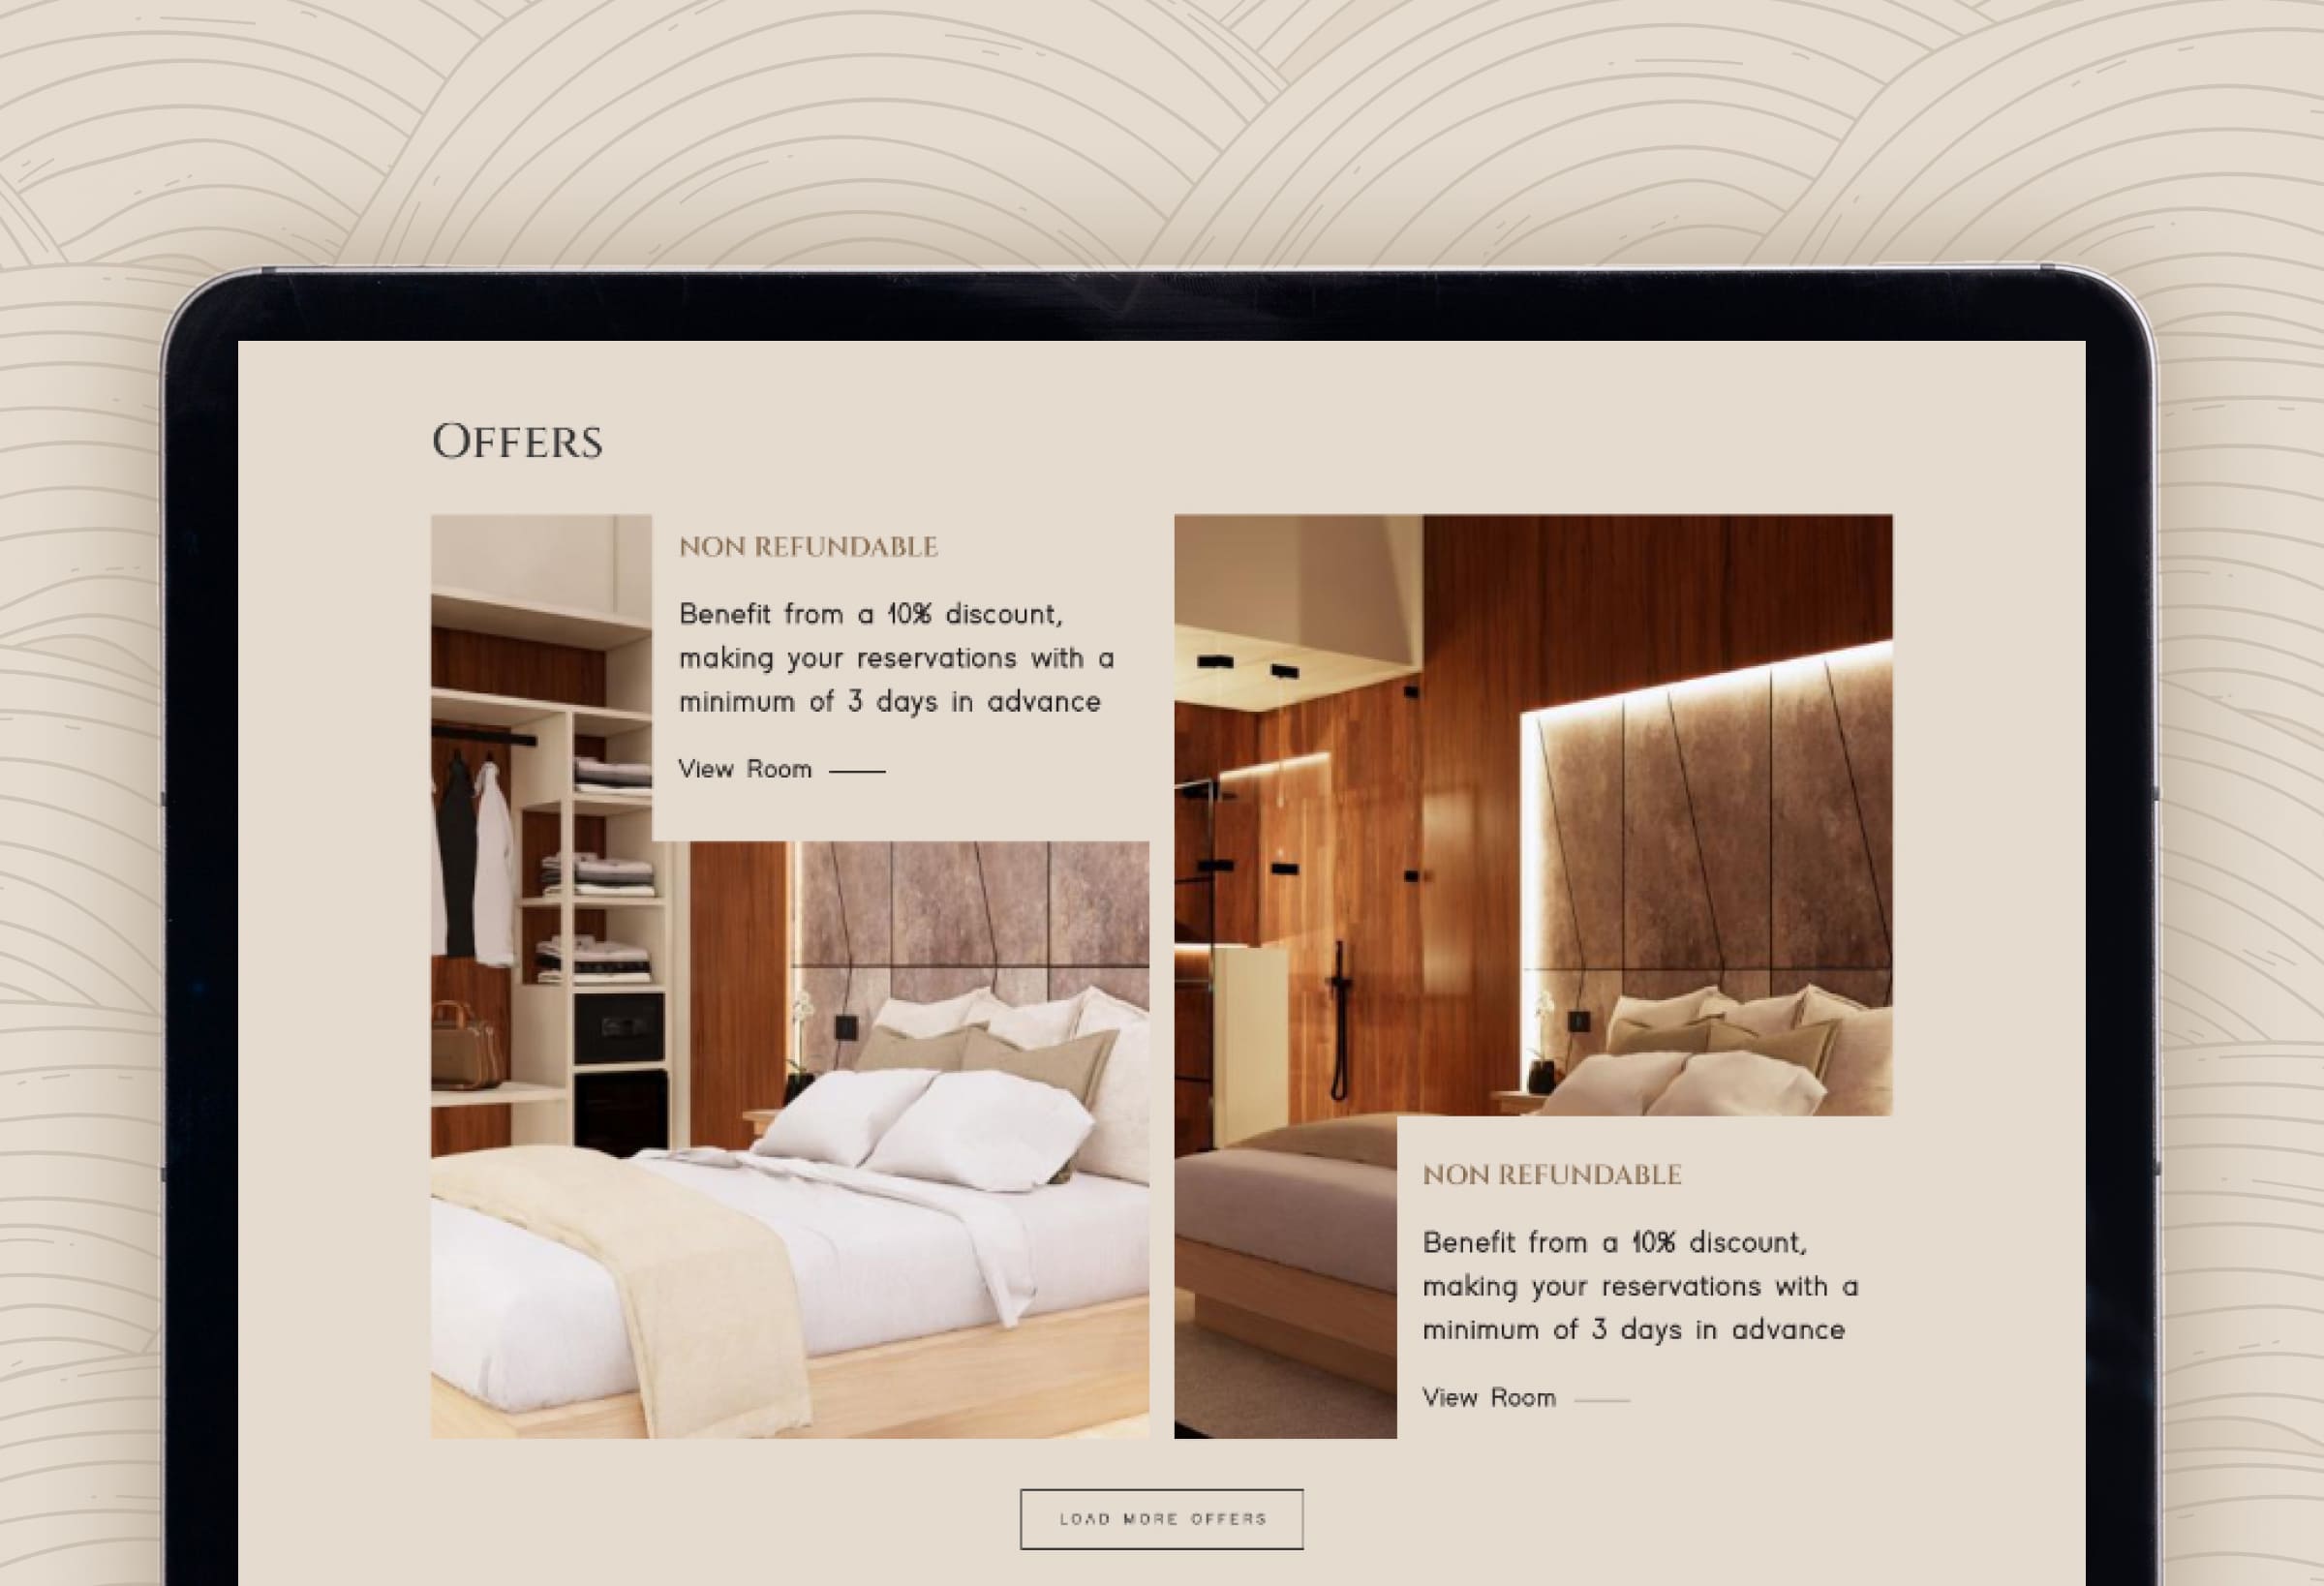 OFFERS
NON REFUNDABLE
Benefit from a 10% discount,
making your reservations with a
minimum of 3 days in advance
View Room
NON REFUNDABLE
Benefit from a 10% discount,
making your reservations with a
minimum of 3 days in advance
View Room
LOAD MORE OFFERS